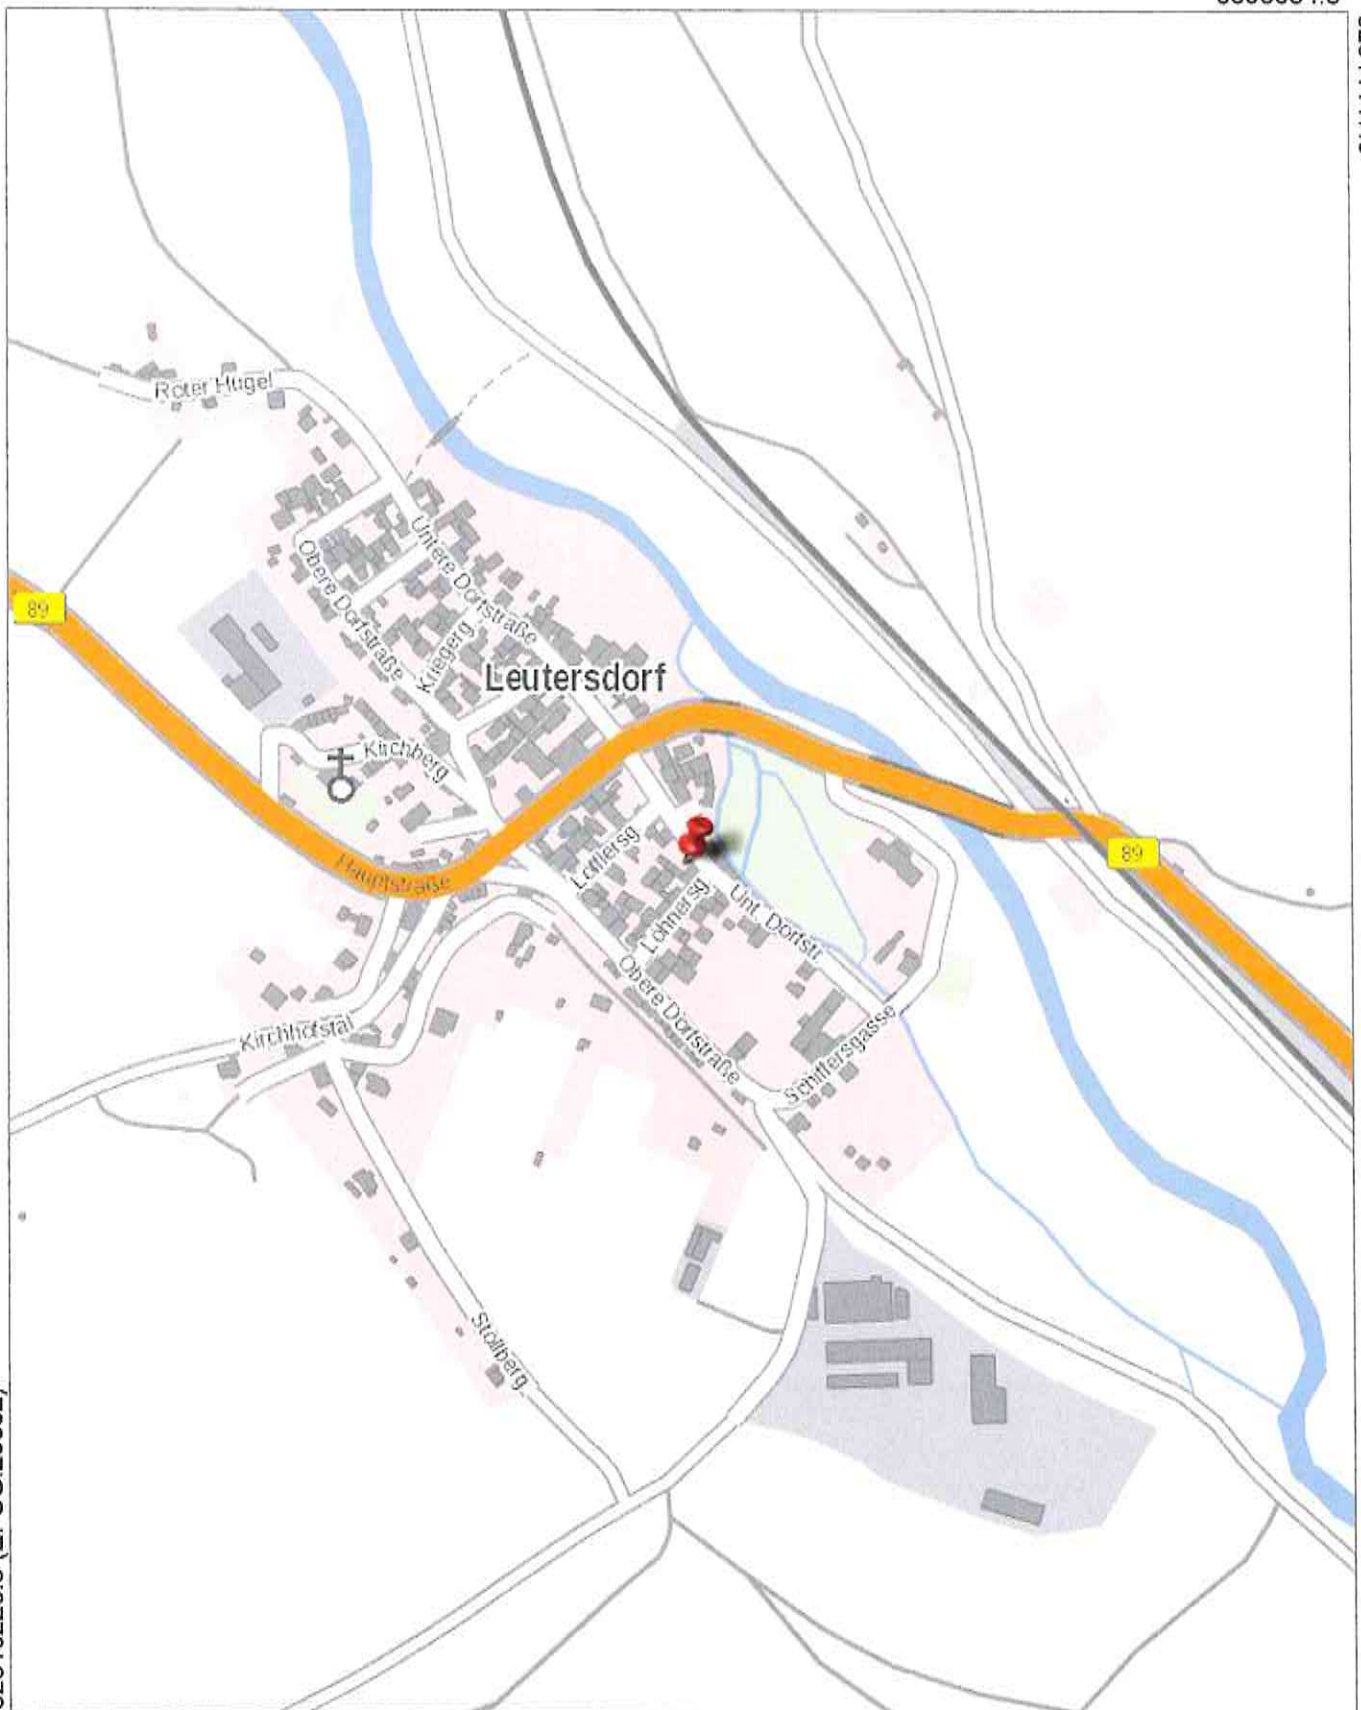 Roter Hügel
Untere Dorfstraße
Obere Dorfstraße
Kriegerg
89
Leutersdorf
Kirchberg
Hauptstraße
Löfflersg
Löhnersg
Unt. Dorfstr
89
Obere Dorfstraße
Kirchhofstal
Schiffersgasse
Stollberg